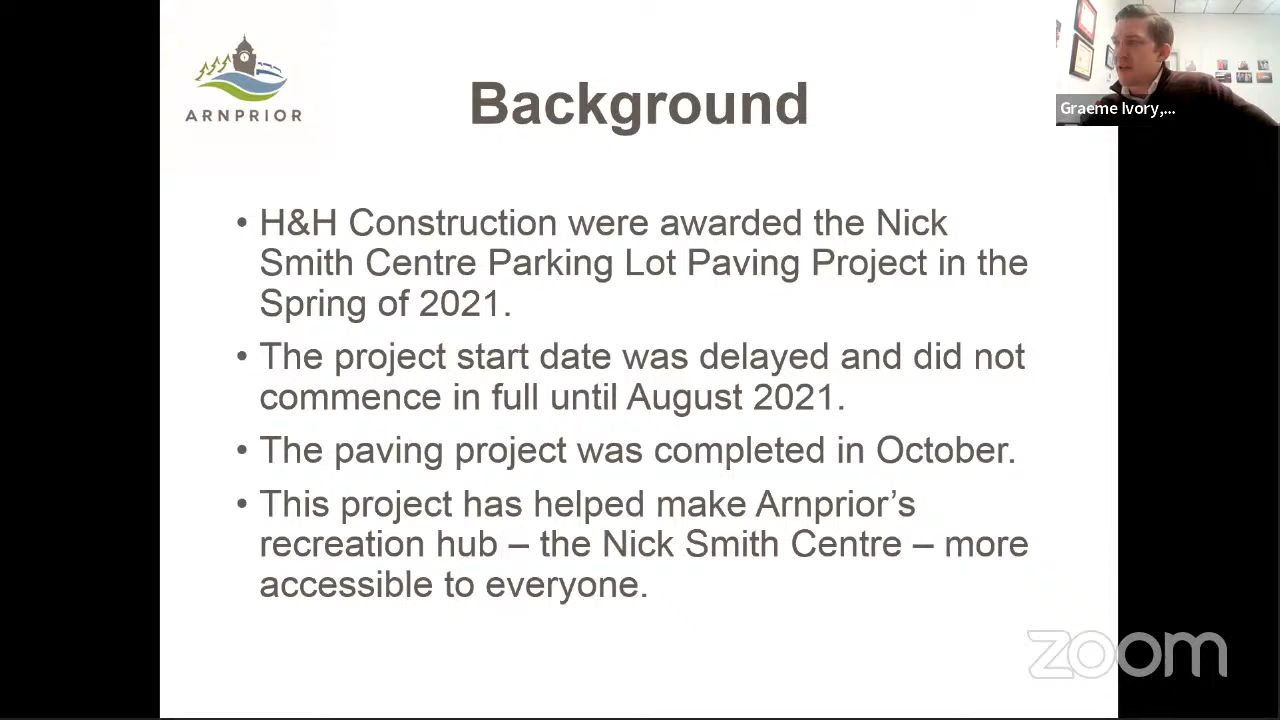 ARNPRIOR
Background
Graeme Ivory,...
• H&H Construction were awarded the Nick
Smith Centre Parking Lot Paving Project in the
Spring of 2021.
• The project start date was delayed and did not
commence in full until August 2021.
• The paving project was completed in October.
• This project has helped make Arnprior’s
recreation hub – the Nick Smith Centre – more
accessible to everyone.
zoom